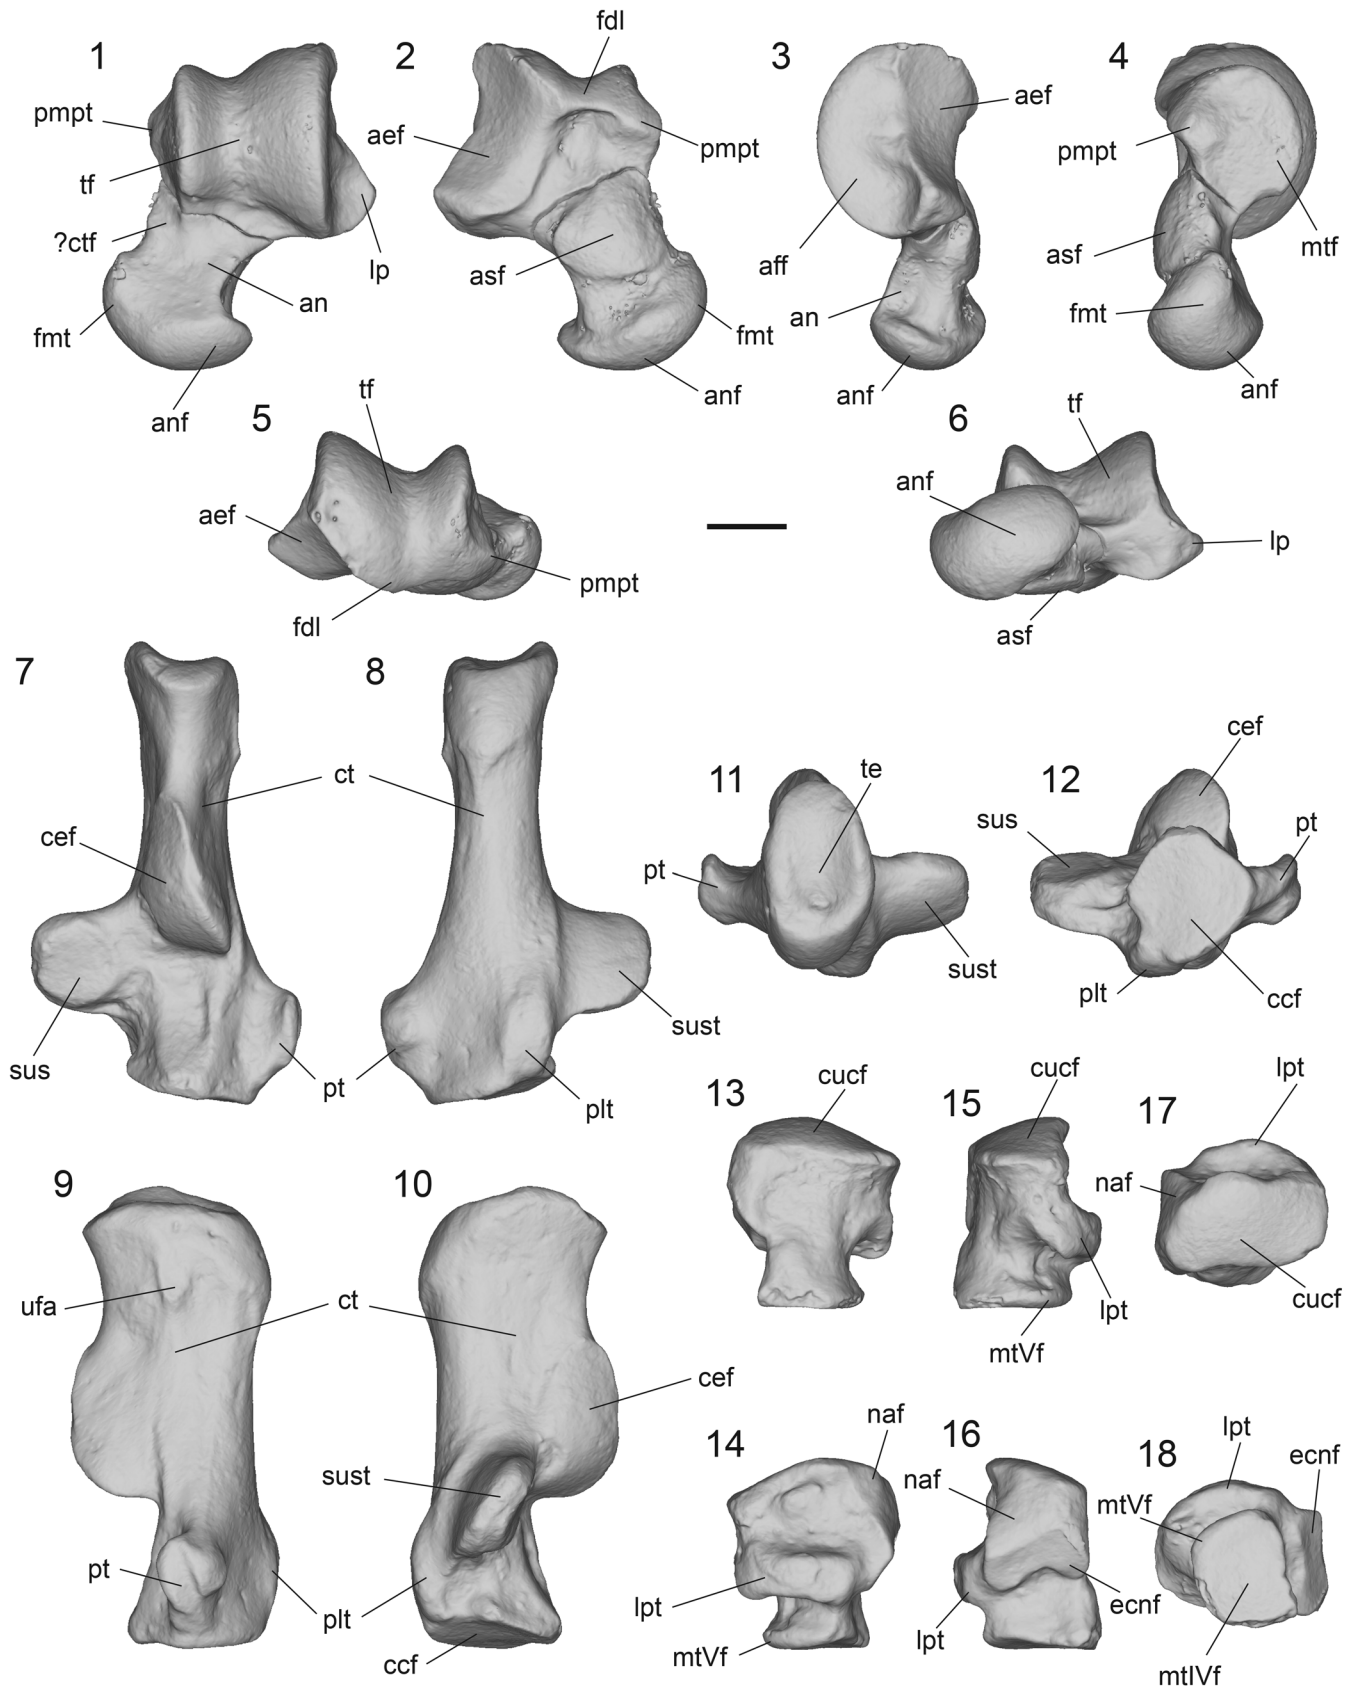 1
2
3
4
fdl
pmpt
tf
?ctf
fmt
anf
an
lp
aef
asf
pmpt
fmt
anf
aef
aff
an
anf
pmpt
asf
fmt
mtf
anf
5
tf
aef
fdl
pmpt
6
tf
anf
lp
asf
7
8
ct
cef
sus
pt
sust
plt
11
te
pt
sust
12
cef
sus
pt
plt
ccf
13
cucf
15
cucf
lpt
mtVf
17
lpt
naf
cucf
9
10
ufa
ct
cef
sust
pt
plt
ccf
14
naf
lpt
mtVf
16
naf
lpt
ecnf
18
lpt
ecnf
mtVf
mtIVf